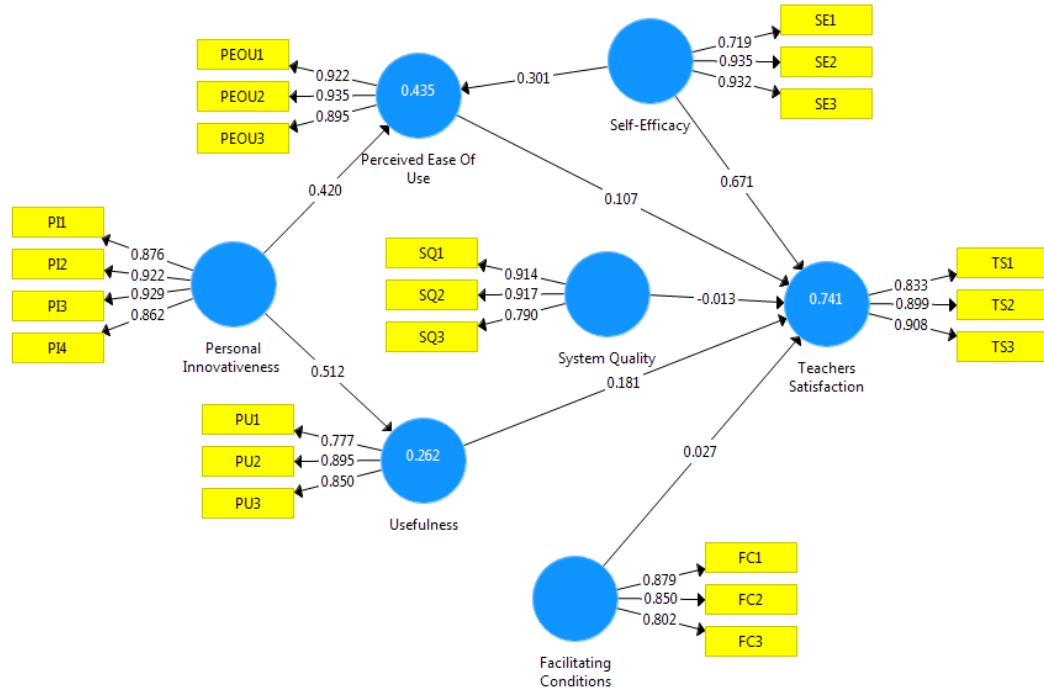 SE1
0.719
SE2
0.935
SE3
0.932
Self-Efficacy
PEOU1
0.922
PEOU2
0.935
PEOU3
0.895
0.435
Perceived Ease Of
Use
0.301
0.420
0.671
0.107
PI1
0.876
PI2
0.922
PI3
0.929
PI4
0.862
Personal
Innovativeness
SQ1
0.914
SQ2
0.917
SQ3
0.790
System Quality
-0.013
0.741
Teachers
Satisfaction
TS1
0.833
TS2
0.899
TS3
0.908
0.512
0.181
PU1
0.777
PU2
0.895
PU3
0.850
0.262
Usefulness
0.027
FC1
0.879
FC2
0.850
FC3
0.802
Facilitating
Conditions